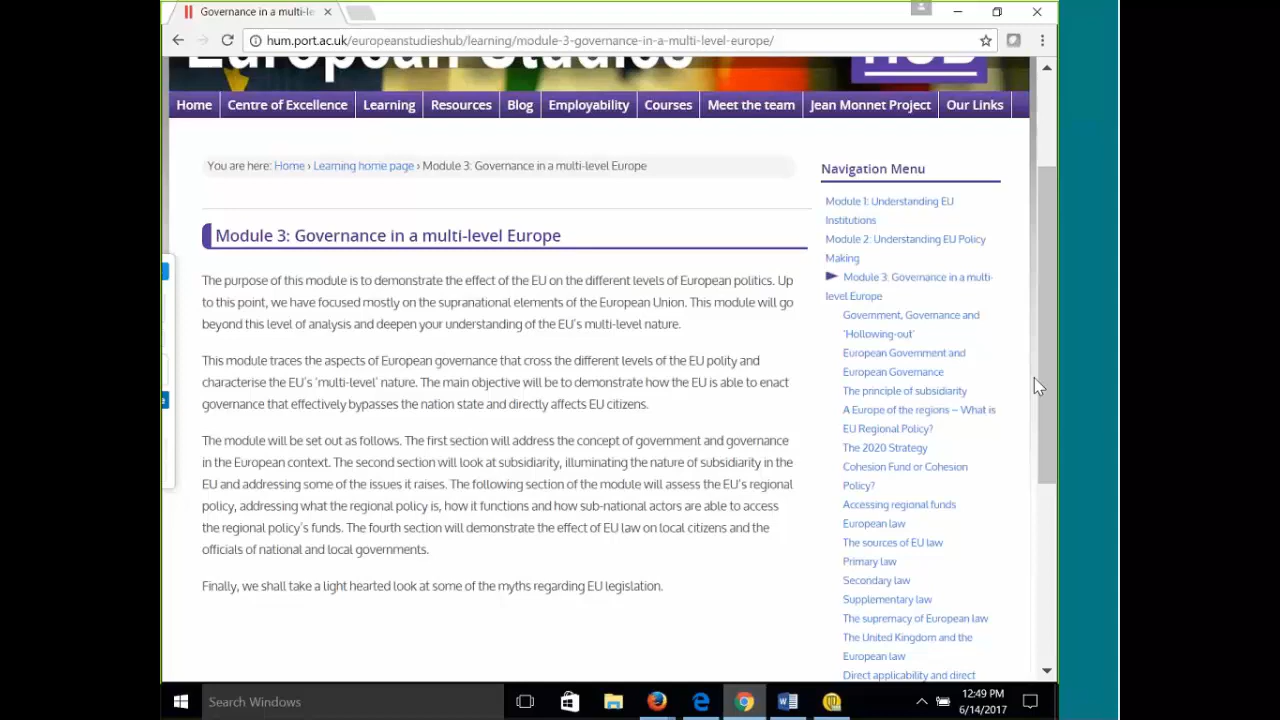 Governance in a multi-le
hum.port.ac.uk/europeanstudieshub/learning/module-3-governance-in-a-multi-level-europe/
European Studies
HUB
Home
Centre of Excellence
Learning
Resources
Blog
Employability
Courses
Meet the team
Jean Monnet Project
Our Links
You are here: Home › Learning home page › Module 3: Governance in a multi-level Europe
Module 3: Governance in a multi-level Europe
The purpose of this module is to demonstrate the effect of the EU on the different levels of European politics. Up
to this point, we have focused mostly on the supranational elements of the European Union. This module will go
beyond this level of analysis and deepen your understanding of the EU's multi-level nature.
This module traces the aspects of European governance that cross the different levels of the EU polity and
characterise the EU's 'multi-level' nature. The main objective will be to demonstrate how the EU is able to enact
governance that effectively bypasses the nation state and directly affects EU citizens.
The module will be set out as follows. The first section will address the concept of government and governance
in the European context. The second section will look at subsidiarity, illuminating the nature of subsidiarity in the
EU and addressing some of the issues it raises. The following section of the module will assess the EU's regional
policy, addressing what the regional policy is, how it functions and how sub-national actors are able to access
the regional policy's funds. The fourth section will demonstrate the effect of EU law on local citizens and the
officials of national and local governments.
Finally, we shall take a light hearted look at some of the myths regarding EU legislation.
Navigation Menu
Module 1: Understanding EU
Institutions
Module 2: Understanding EU Policy
Making
Module 3: Governance in a multi-
level Europe
Government, Governance and
'Hollowing-out'
European Government and
European Governance
The principle of subsidiarity
A Europe of the regions – What is
EU Regional Policy?
The 2020 Strategy
Cohesion Fund or Cohesion
Policy?
Accessing regional funds
European law
The sources of EU law
Primary law
Secondary law
Supplementary law
The supremacy of European law
The United Kingdom and the
European law
Direct applicability and direct
Search Windows
12:49 PM
6/14/2017